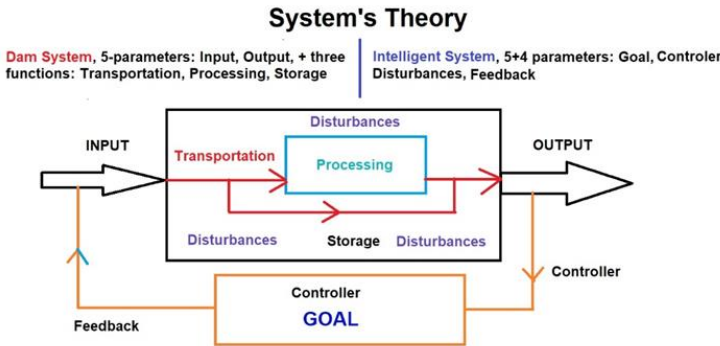 System's Theory
Dam System, 5-parameters: Input, Output, + three
functions: Transportation, Processing, Storage
Intelligent System, 5+4 parameters: Goal, Controler
Disturbances, Feedback
Disturbances
INPUT
OUTPUT
Transportation
Processing
Disturbances
Storage
Disturbances
Controller
Controller
GOAL
Feedback